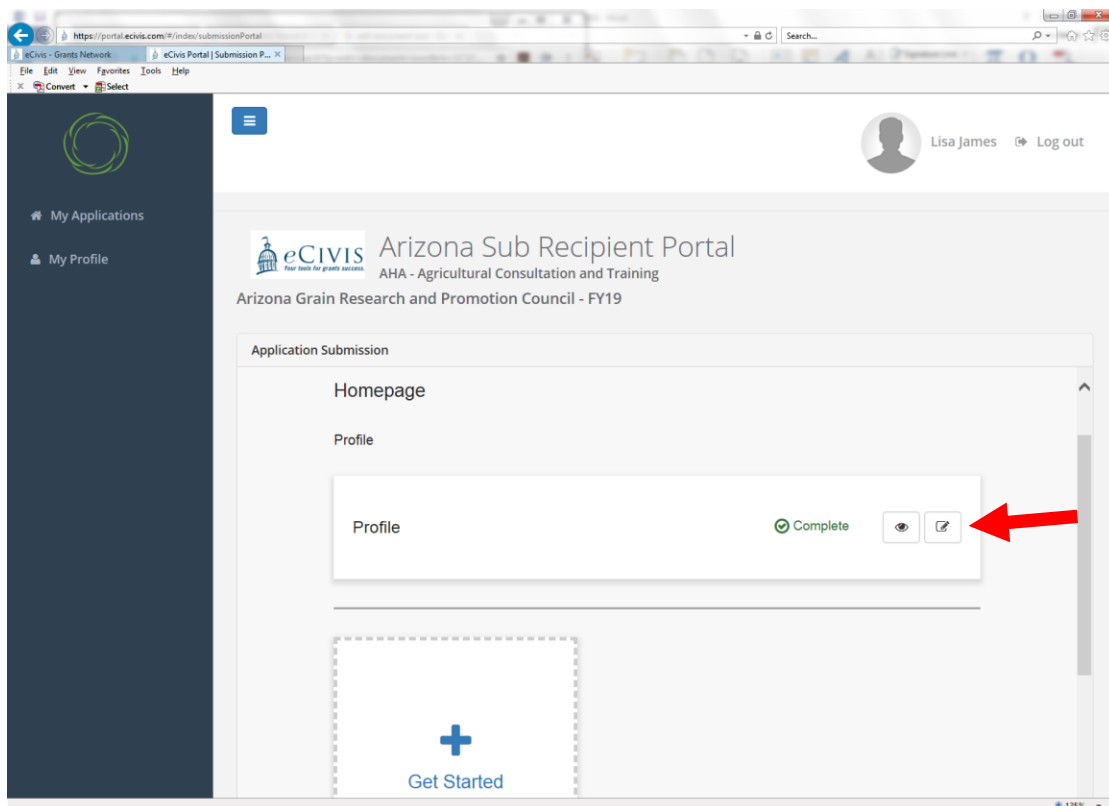 https://portal.ecivis.com/#/index/submissionPortal
Search...
eCivis - Grants Network
eCivis Portal | Submission P... ×
File Edit View Favorites Tools Help
x Convert Select
Lisa James Log out
My Applications
My Profile
eCIVIS
Your tools for grants success.
Arizona Sub Recipient Portal
AHA - Agricultural Consultation and Training
Arizona Grain Research and Promotion Council - FY19
Application Submission
Homepage
Profile
Profile
Complete
Get Started
125%